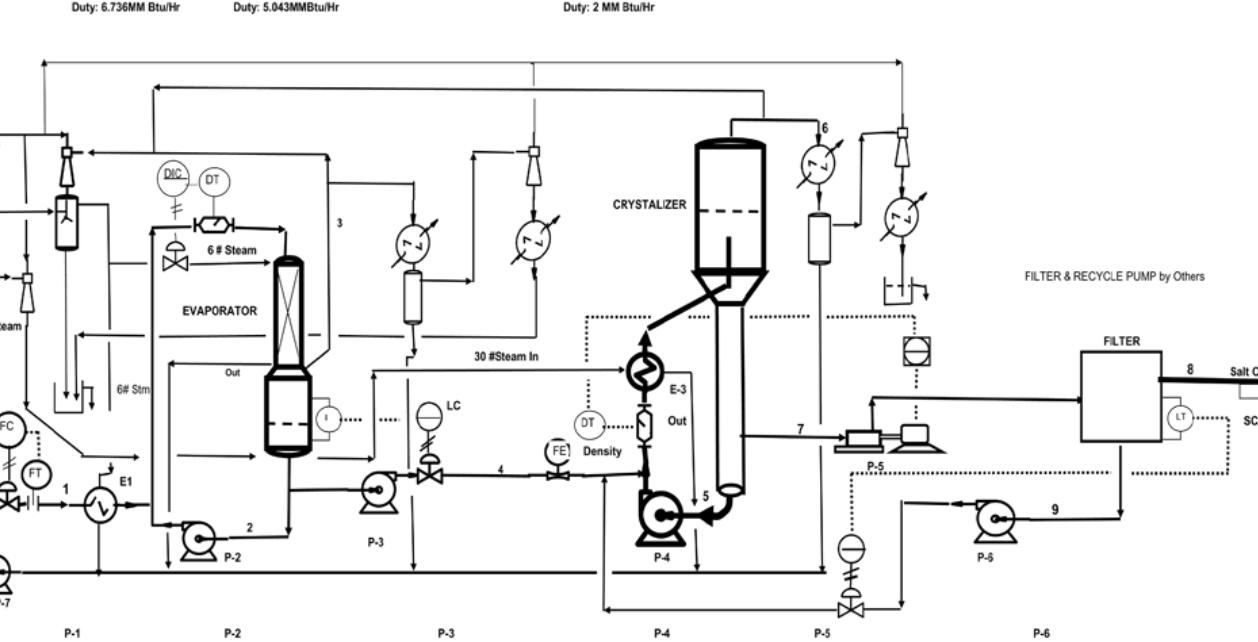 Duty: 6.736MM Btu/Hr
Duty: 5.043MMBtu/Hr
Duty: 2 MM Btu/Hr
6
DIC
DT
CRYSTALIZER
3
6 # Steam
FILTER & RECYCLE PUMP by Others
EVAPORATOR
eam
FILTER
30 #Steam In
Out
8
Salt C
6# Stm
E-3
LC
DT
Out
LT
SC
FC
FE
Density
7
P-5
FT
4
E1
1
5
9
2
P-3
P-2
P-4
P-6
P-7
P-1
P-2
P-3
P-4
P-5
P-6